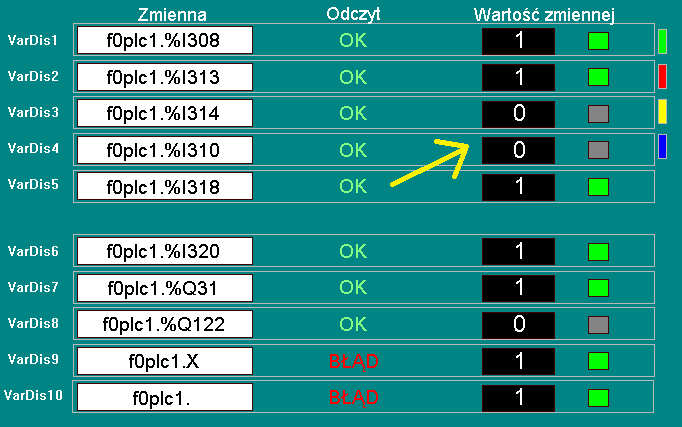 Zmienna Odczyt Wartość zmiennej
VarDis1 f0plc1.%I308 OK 1
VarDis2 f0plc1.%I313 OK 1
VarDis3 f0plc1.%I314 OK 0
VarDis4 f0plc1.%I310 OK 0
VarDis5 f0plc1.%I318 OK 1
VarDis6 f0plc1.%I320 OK 1
VarDis7 f0plc1.%Q31 OK 1
VarDis8 f0plc1.%Q122 OK 0
VarDis9 f0plc1.X BŁĄD 1
VarDis10 f0plc1. BŁĄD 1